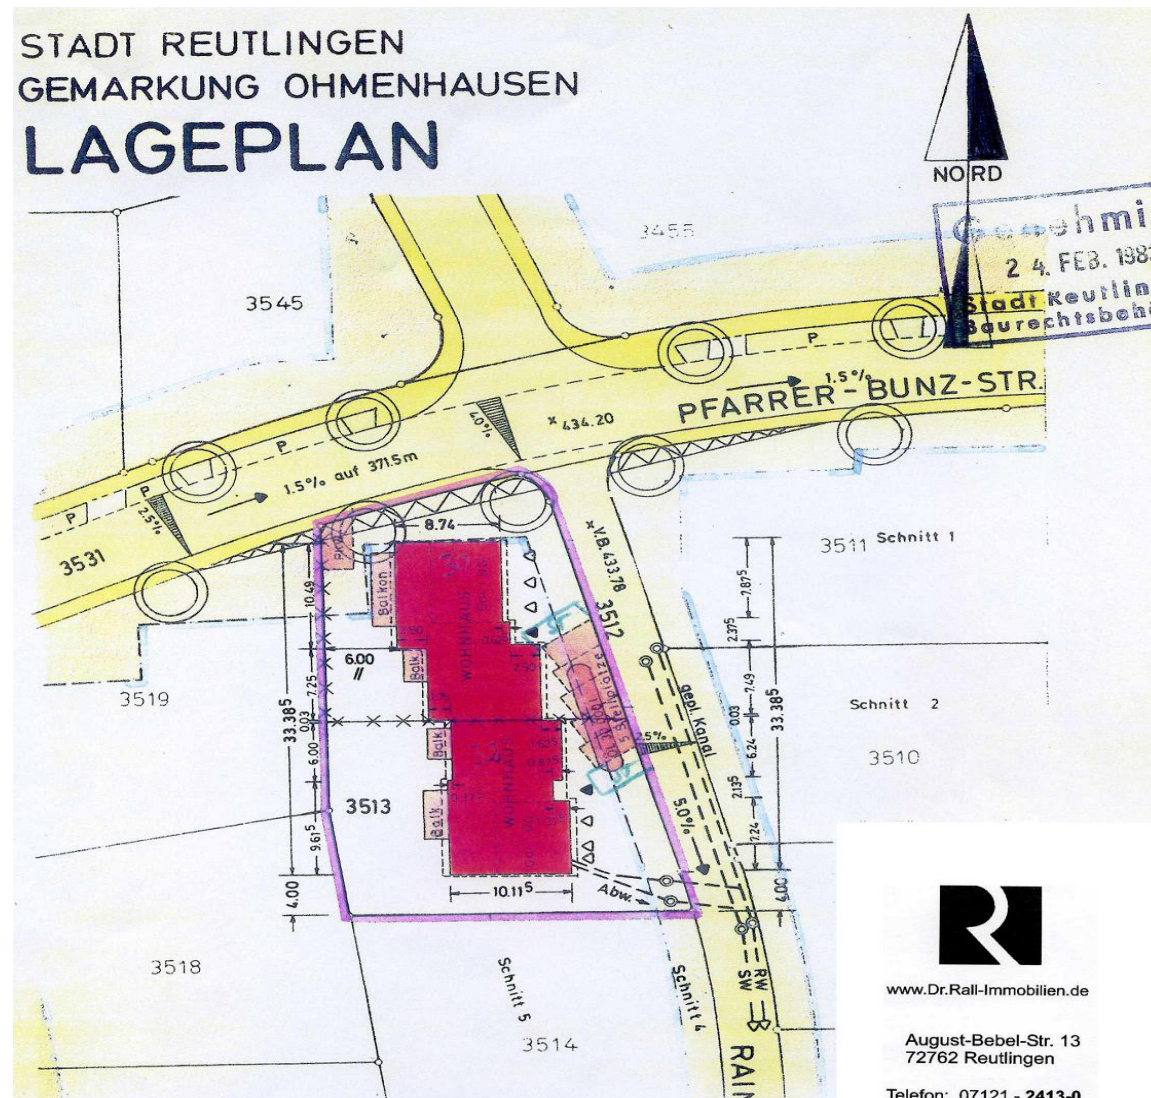 STADT REUTLINGEN
GEMARKUNG OHMENHAUSEN
LAGEPLAN
NORD
3455
3545
2 4. FEB. 198
Stadt
Baurechtsbeh
P
1.5%
PFARRER-BUNZ-STR.
4.0%
× 434.20
P
1.5% auf 371.5m
P
2.5%
P
3531
8.74
×V.B. 433.78
3511 Schnitt 1
7.87⁵
2.37⁵
10.49
Balkon
WOHNHAUS
3512
6.00
//
Balk.
7.25
3519
33.38⁵
0.03
gepl. Kanal
7.49
0.03
33.38⁵
Schnitt 2
3510
6.00
Balk.
WOHNHAUS
5 Stellplätze
2.5%
6.24
2.13⁵
3513
Balk.
9.61⁵
5.0%
2.24
4.00
10.11⁵
Abw.
4.00
3518
Schnitt 5
Schnitt 4
SW
RW
3514
RAIN
R
www.Dr.Rall-Immobilien.de
August-Bebel-Str. 13
72762 Reutlingen
Telefon: 07121 - 2413-0